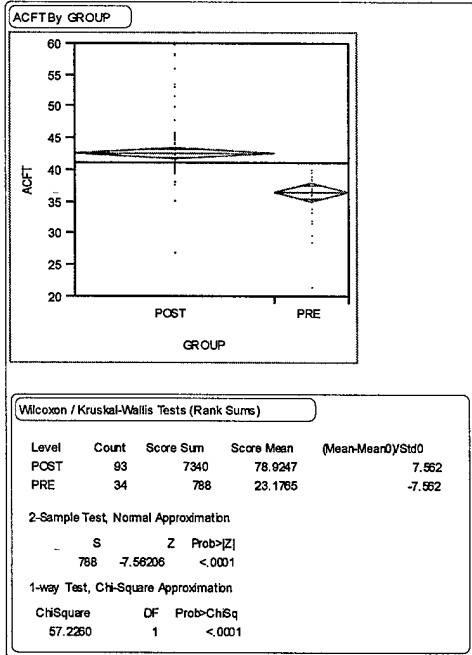 ACFT By GROUP
60
55
50
45
40
35
30
25
20
ACFT
POST PRE
GROUP
Wilcoxon / Kruskal-Wallis Tests (Rank Sums)
Level Count Score Sum Score Mean (Mean-Mean0)/Std0
POST 93 7340 78.9247 7.562
PRE 34 788 23.1765 -7.562
2-Sample Test, Normal Approximation
S Z Prob>|Z|
788 -7.56206 <.0001
1-way Test, Chi-Square Approximation
ChiSquare DF Prob>ChiSq
57.2260 1 <.0001